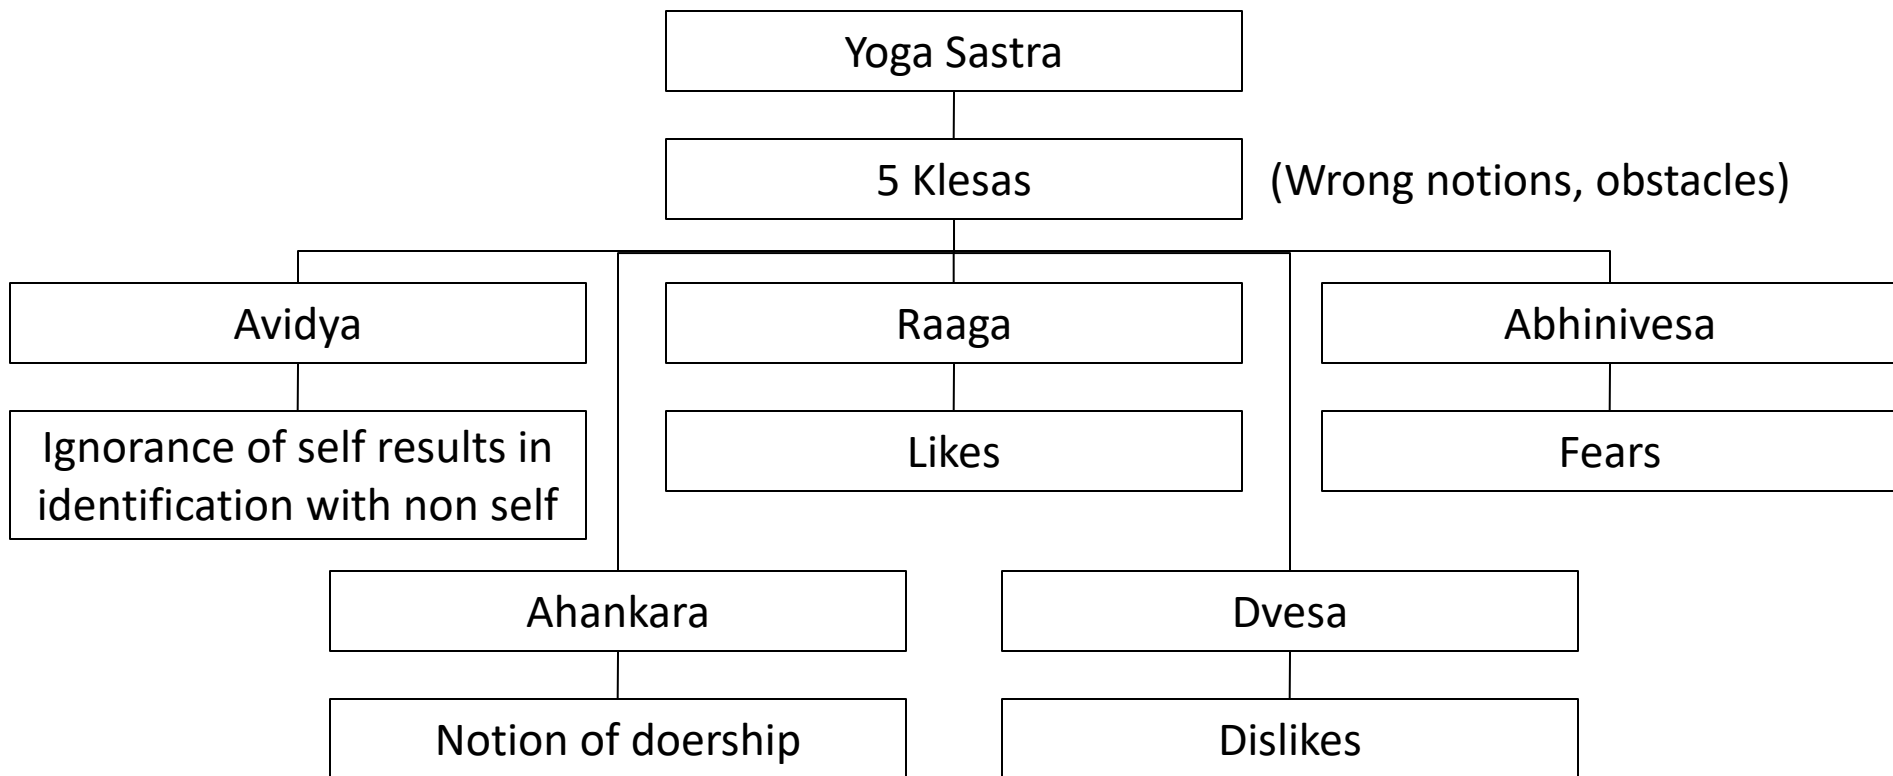 Yoga Sastra
5 Klesas
(Wrong notions, obstacles)
Avidya
Raaga
Abhinivesa
Ignorance of self results in
identification with non self
Likes
Fears
Ahankara
Dvesa
Notion of doership
Dislikes